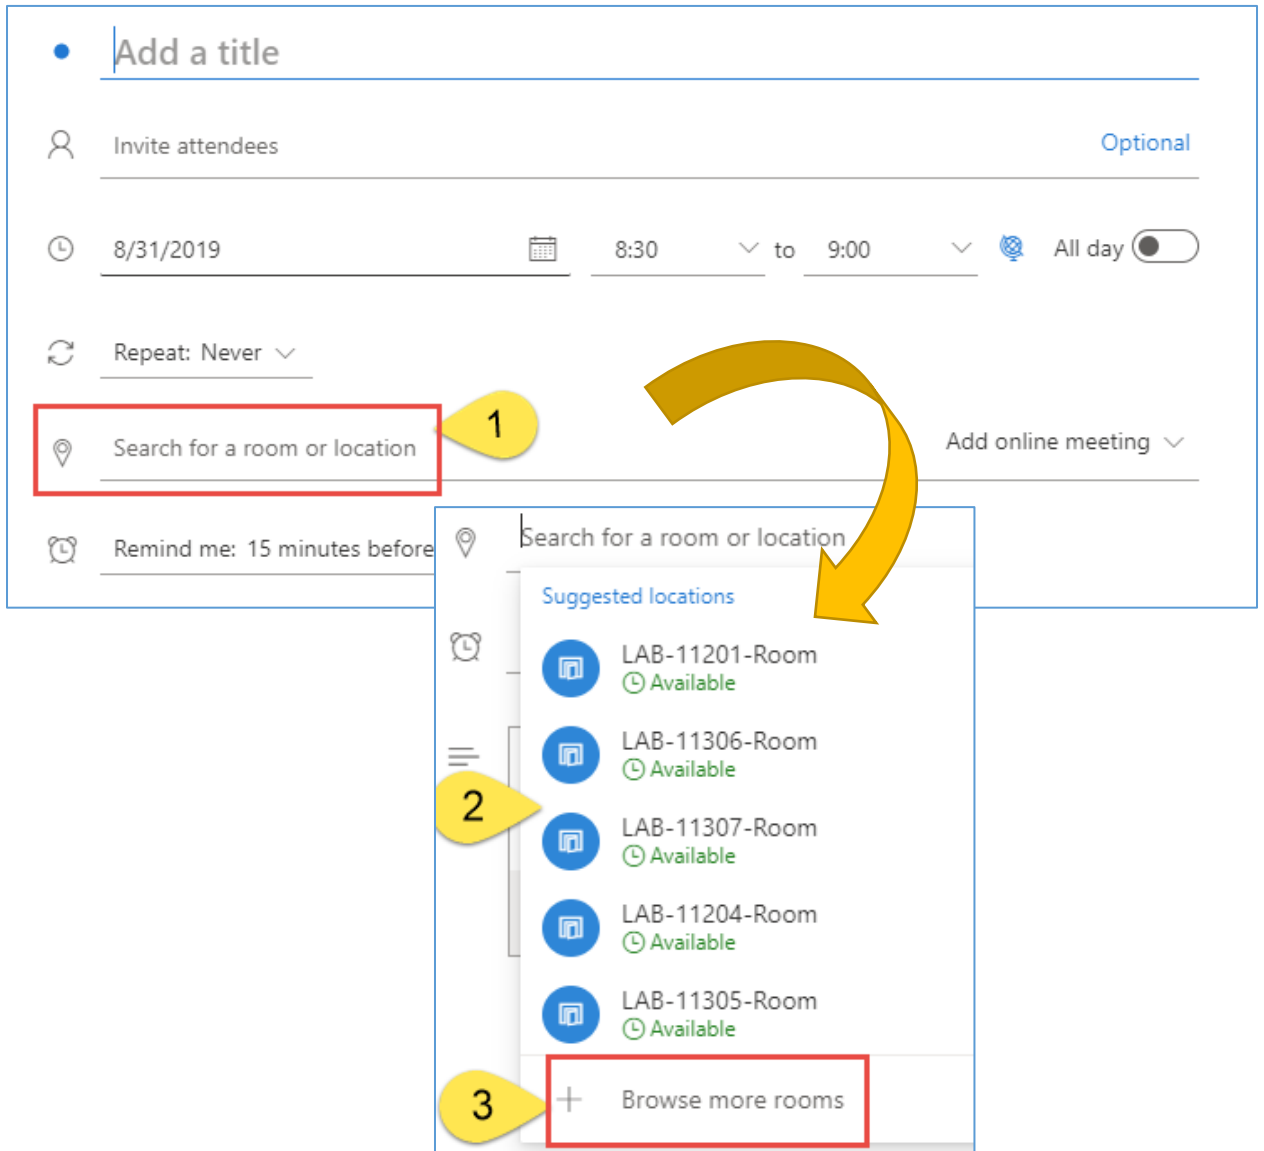 Add a title
Invite attendees Optional
8/31/2019 8:30 to 9:00 All day
Repeat: Never
1
Search for a room or location Add online meeting
Remind me: 15 minutes before
Search for a room or location
Suggested locations
LAB-11201-Room
Available
LAB-11306-Room
Available
2
LAB-11307-Room
Available
LAB-11204-Room
Available
LAB-11305-Room
Available
3 Browse more rooms